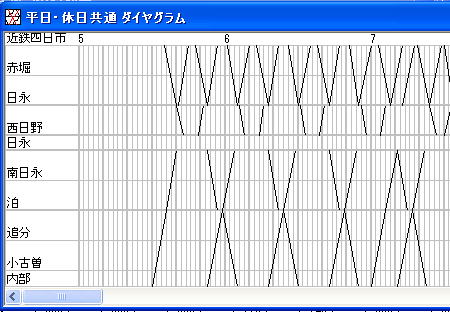 平日・休日共通 ダイヤグラム
近鉄四日市 5 6 7
赤堀
日永
西日野
日永
南日永
泊
追分
小古曽
内部